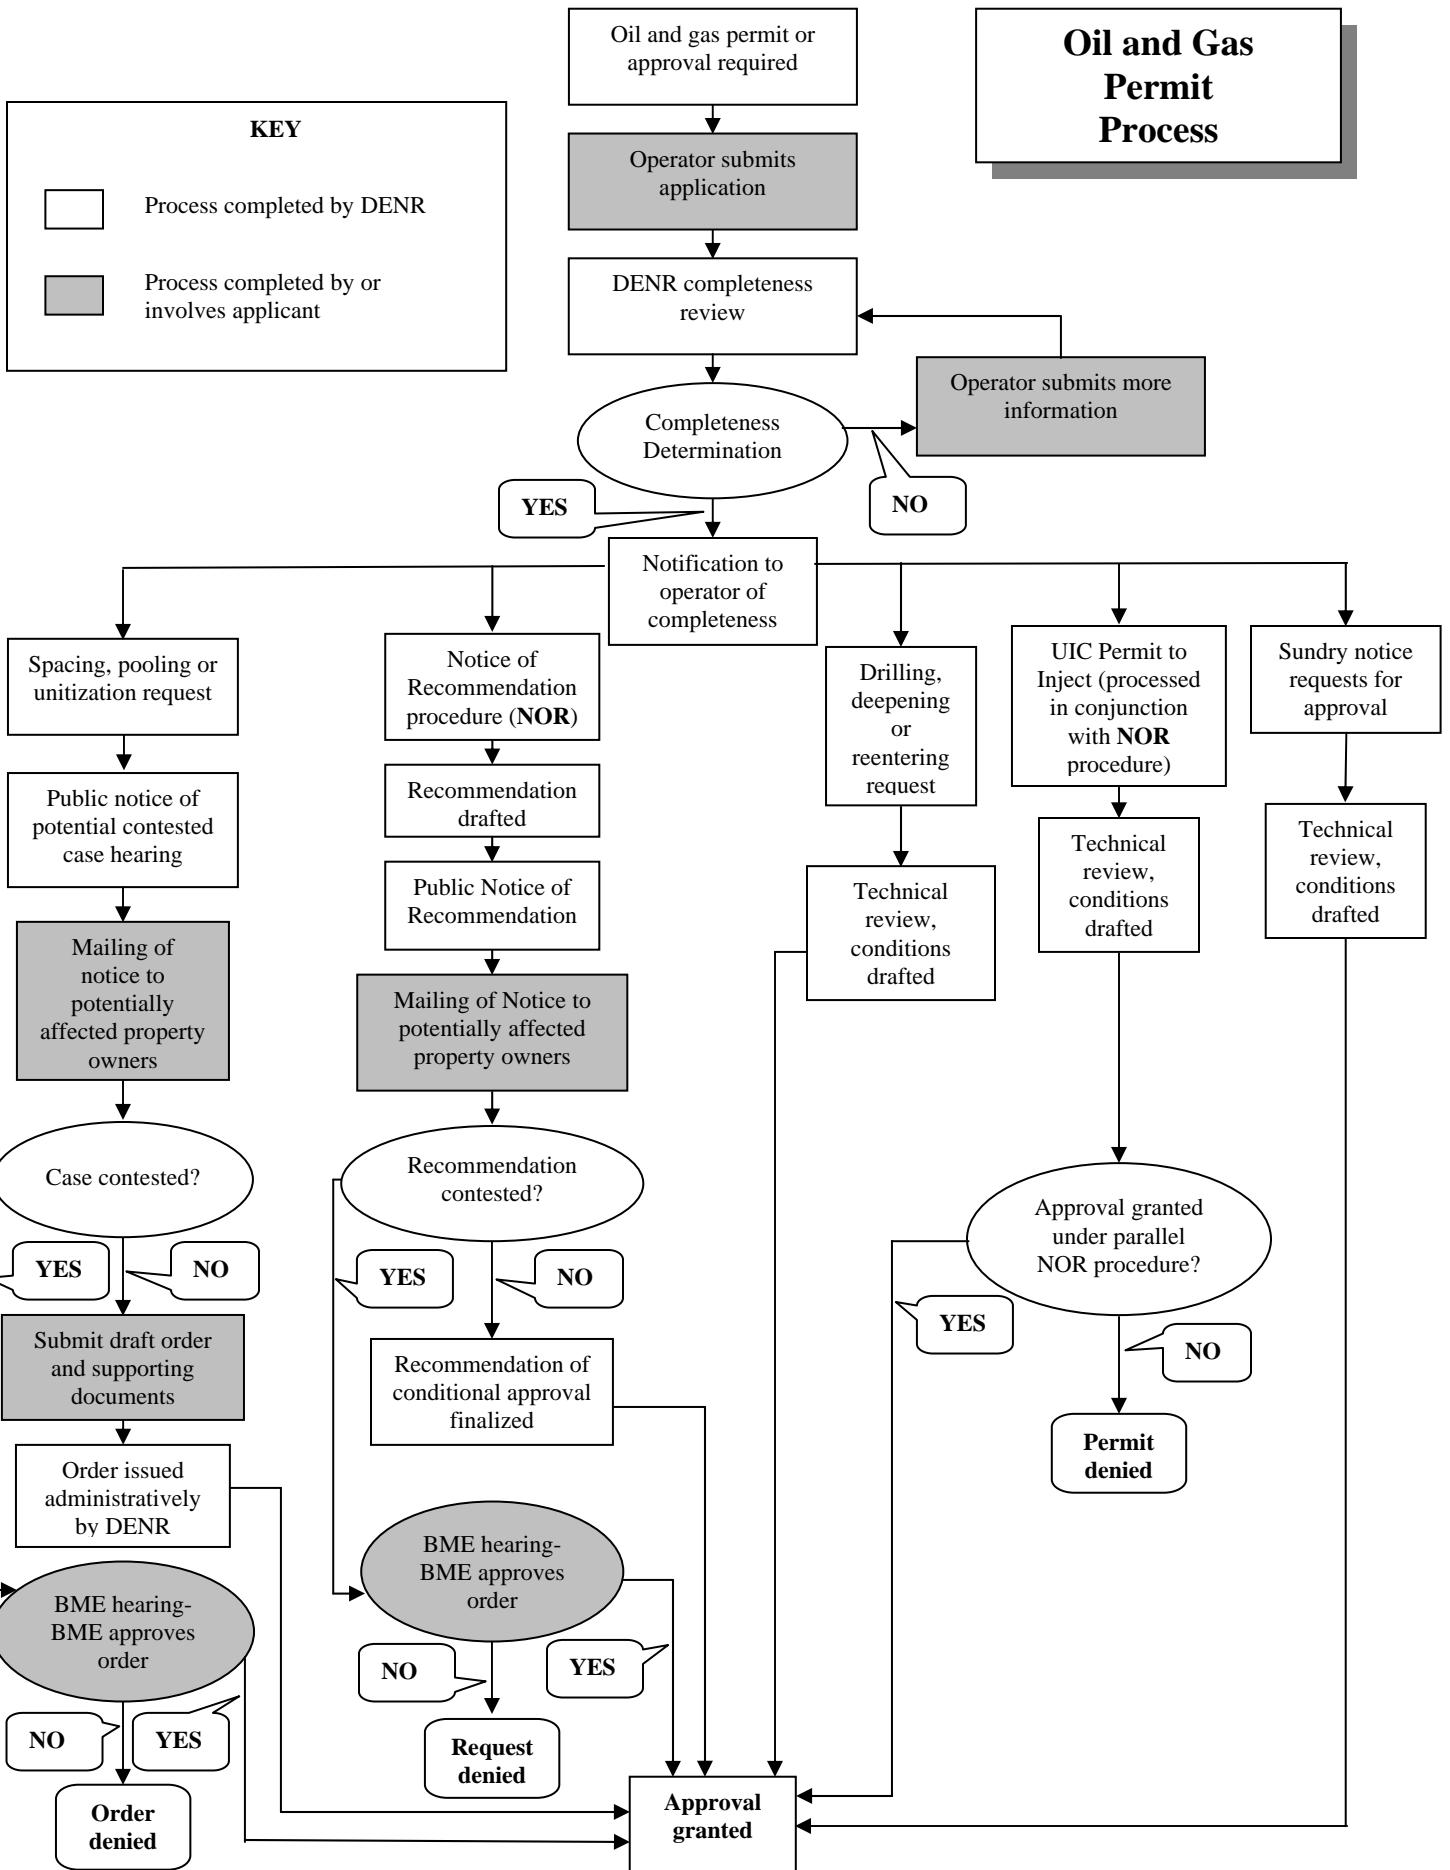 Oil and gas permit or
approval required
Oil and Gas
Permit
Process
KEY
Process completed by DENR
Process completed by or
involves applicant
Operator submits
application
DENR completeness
review
Operator submits more
information
Completeness
Determination
YES
NO
Notification to
operator of
completeness
Spacing, pooling or
unitization request
Public notice of
potential contested
case hearing
Mailing of
notice to
potentially
affected property
owners
Case contested?
YES
NO
Submit draft order
and supporting
documents
Order issued
administratively
by DENR
BME hearing-
BME approves
order
NO
YES
Order
denied
Notice of
Recommendation
procedure (NOR)
Recommendation
drafted
Public Notice of
Recommendation
Mailing of Notice to
potentially affected
property owners
Recommendation
contested?
YES
NO
Recommendation of
conditional approval
finalized
BME hearing-
BME approves
order
NO
YES
Request
denied
Drilling,
deepening
or
reentering
request
Technical
review,
conditions
drafted
UIC Permit to
Inject (processed
in conjunction
with NOR
procedure)
Technical
review,
conditions
drafted
Approval granted
under parallel
NOR procedure?
YES
NO
Permit
denied
Sundry notice
requests for
approval
Technical
review,
conditions
drafted
Approval
granted